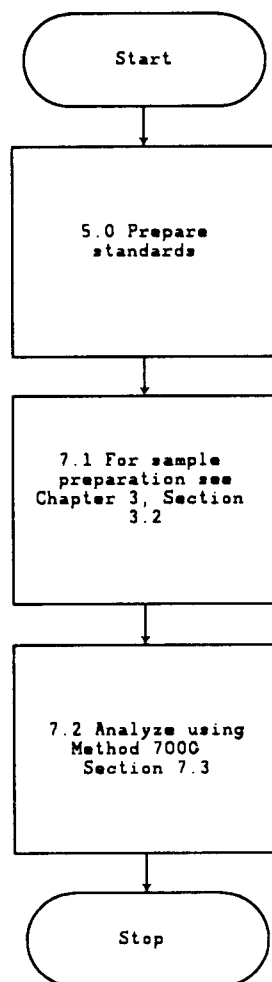 Start
5.0 Prepare
standards
7.1 For sample
preparation see
Chapter 3, Section
3.2
7.2 Analyze using
Method 7000
Section 7.3
Stop